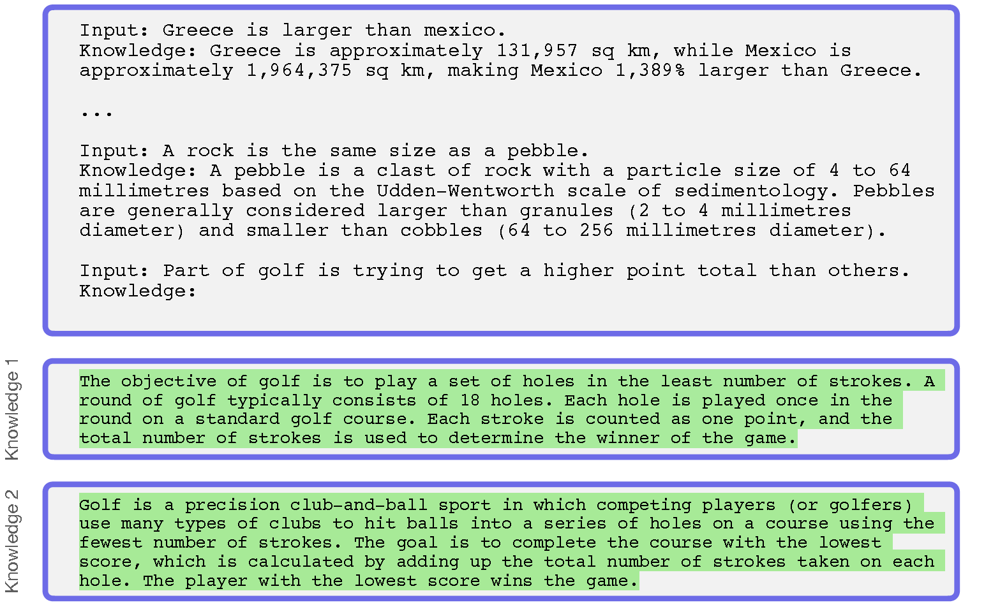 Input: Greece is larger than mexico.
Knowledge: Greece is approximately 131,957 sq km, while Mexico is
approximately 1,964,375 sq km, making Mexico 1,389% larger than Greece.
...
Input: A rock is the same size as a pebble.
Knowledge: A pebble is a clast of rock with a particle size of 4 to 64
millimetres based on the Udden-Wentworth scale of sedimentology. Pebbles
are generally considered larger than granules (2 to 4 millimetres
diameter) and smaller than cobbles (64 to 256 millimetres diameter).
Input: Part of golf is trying to get a higher point total than others.
Knowledge:
Knowledge 1
The objective of golf is to play a set of holes in the least number of strokes. A
round of golf typically consists of 18 holes. Each hole is played once in the
round on a standard golf course. Each stroke is counted as one point, and the
total number of strokes is used to determine the winner of the game.
Knowledge 2
Golf is a precision club-and-ball sport in which competing players (or golfers)
use many types of clubs to hit balls into a series of holes on a course using the
fewest number of strokes. The goal is to complete the course with the lowest
score, which is calculated by adding up the total number of strokes taken on each
hole. The player with the lowest score wins the game.